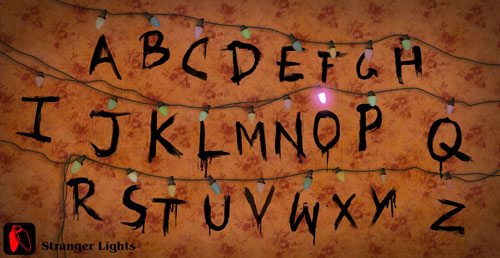 A B C D E F G H
I J K L M N O P Q
R S T U V W X Y Z
Stranger Lights